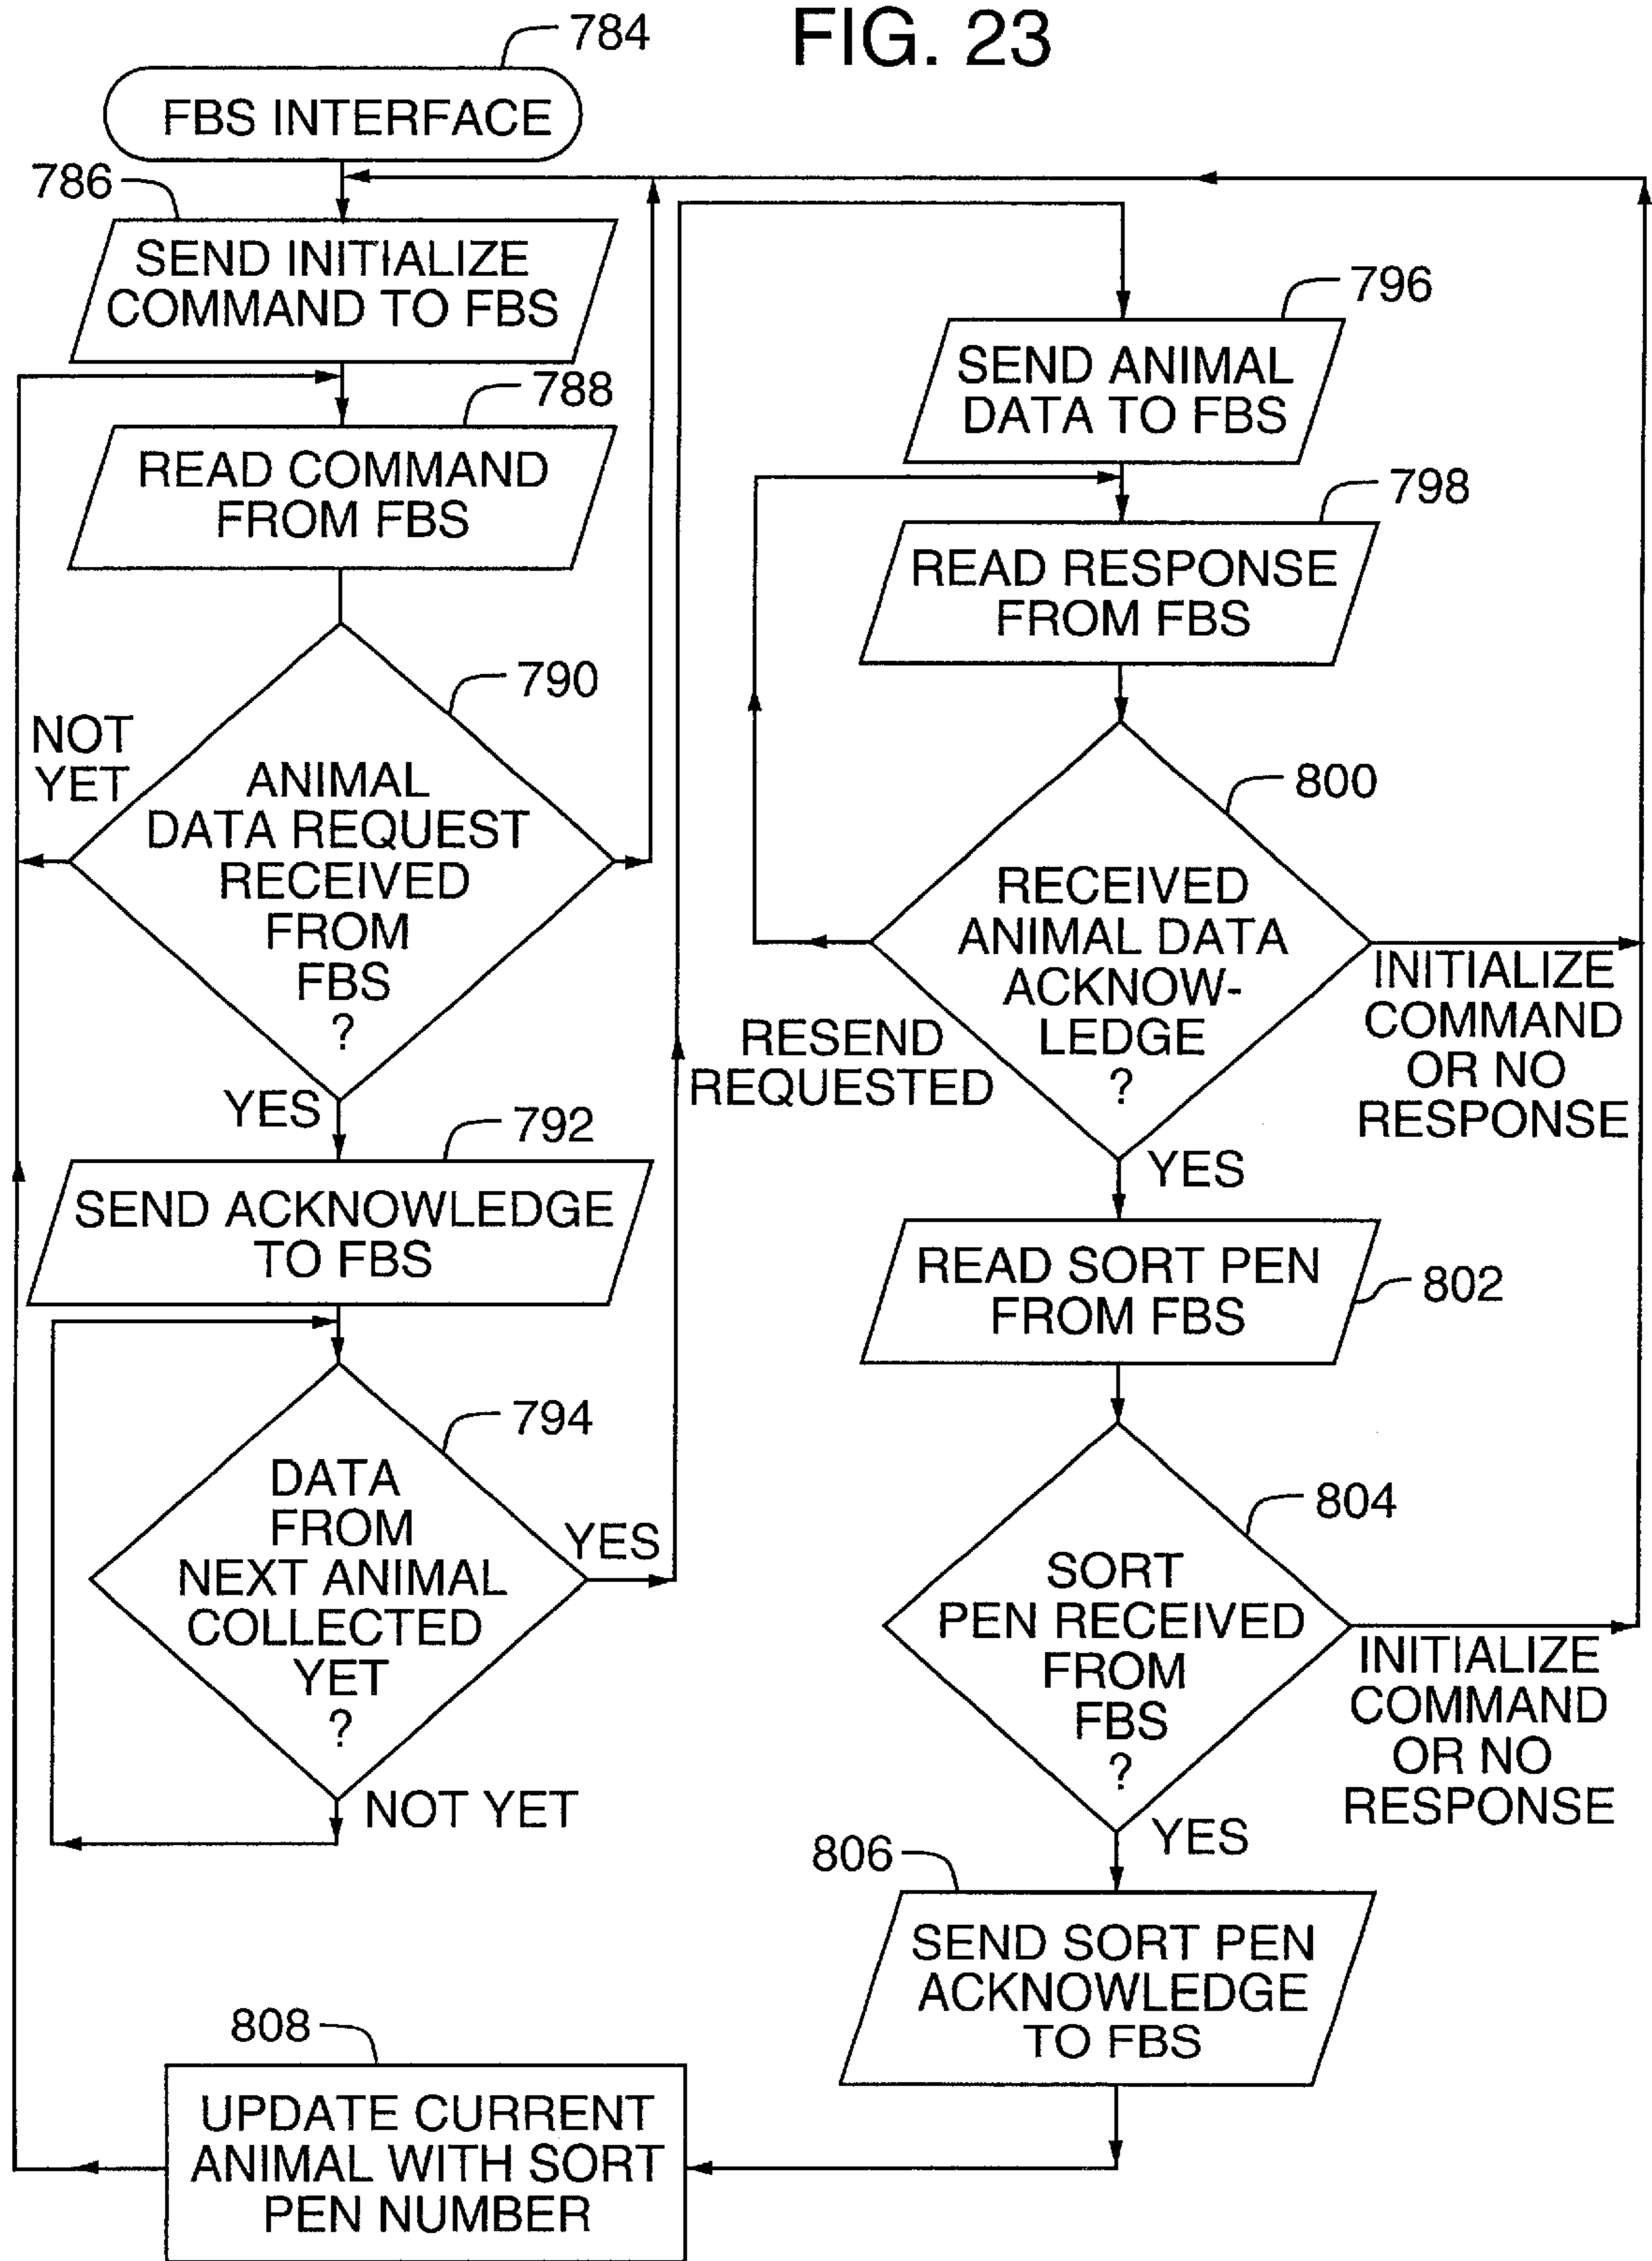 FIG. 23
784
FBS INTERFACE
786
SEND INITIALIZE
COMMAND TO FBS
788
READ COMMAND
FROM FBS
790
NOT
YET
ANIMAL
DATA REQUEST
RECEIVED
FROM
FBS
?
YES
792
SEND ACKNOWLEDGE
TO FBS
794
DATA
FROM
NEXT ANIMAL
COLLECTED
YET
?
YES
NOT YET
796
SEND ANIMAL
DATA TO FBS
798
READ RESPONSE
FROM FBS
800
RECEIVED
ANIMAL DATA
ACKNOW-
LEDGE
?
RESEND
REQUESTED
INITIALIZE
COMMAND
OR NO
RESPONSE
YES
READ SORT PEN
FROM FBS
802
804
SORT
PEN RECEIVED
FROM
FBS
?
INITIALIZE
COMMAND
OR NO
RESPONSE
YES
806
SEND SORT PEN
ACKNOWLEDGE
TO FBS
808
UPDATE CURRENT
ANIMAL WITH SORT
PEN NUMBER